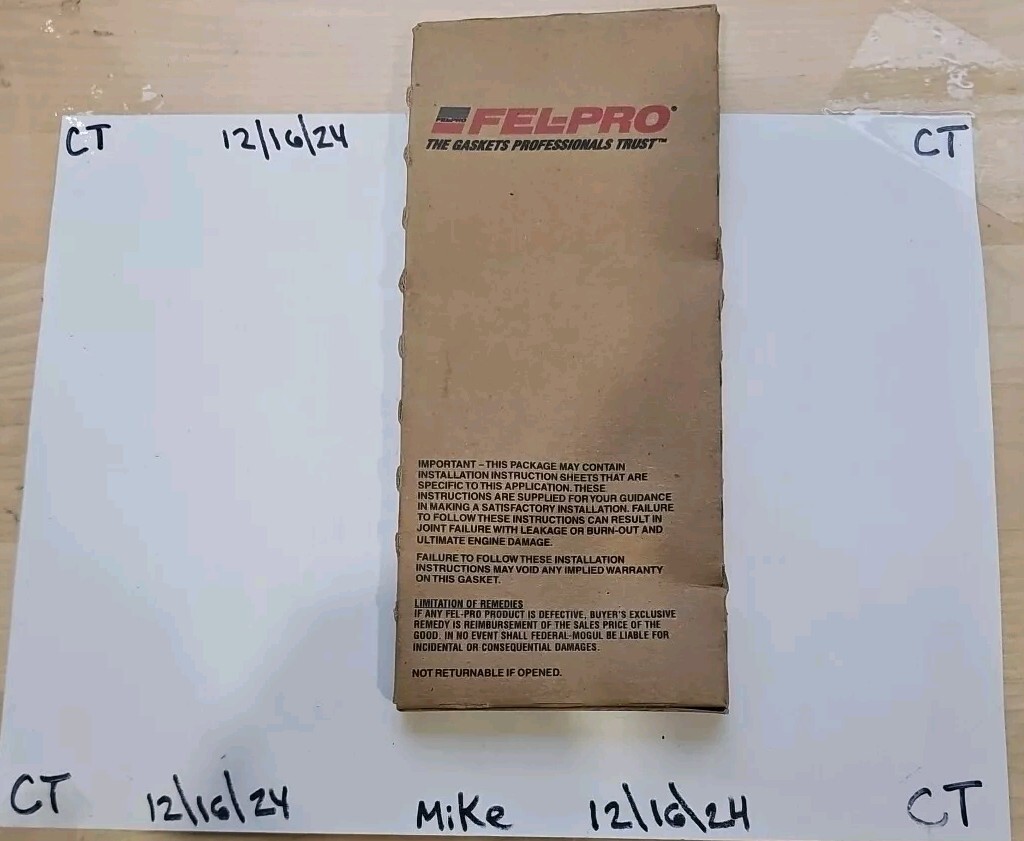 CT 12/16/24 CT
FEL-PRO®
THE GASKETS PROFESSIONALS TRUST™
IMPORTANT – THIS PACKAGE MAY CONTAIN
INSTALLATION INSTRUCTION SHEETS THAT ARE
SPECIFIC TO THIS APPLICATION. THESE
INSTRUCTIONS ARE SUPPLIED FOR YOUR GUIDANCE
IN MAKING A SATISFACTORY INSTALLATION. FAILURE
TO FOLLOW THESE INSTRUCTIONS CAN RESULT IN
JOINT FAILURE WITH LEAKAGE OR BURN-OUT AND
ULTIMATE ENGINE DAMAGE.
FAILURE TO FOLLOW THESE INSTALLATION
INSTRUCTIONS MAY VOID ANY IMPLIED WARRANTY
ON THIS GASKET.
LIMITATION OF REMEDIES
IF ANY FEL-PRO PRODUCT IS DEFECTIVE, BUYER'S EXCLUSIVE
REMEDY IS REIMBURSEMENT OF THE SALES PRICE OF THE
GOOD. IN NO EVENT SHALL FEDERAL-MOGUL BE LIABLE FOR
INCIDENTAL OR CONSEQUENTIAL DAMAGES.
NOT RETURNABLE IF OPENED.
CT 12/16/24 MiKe 12/16/24 CT